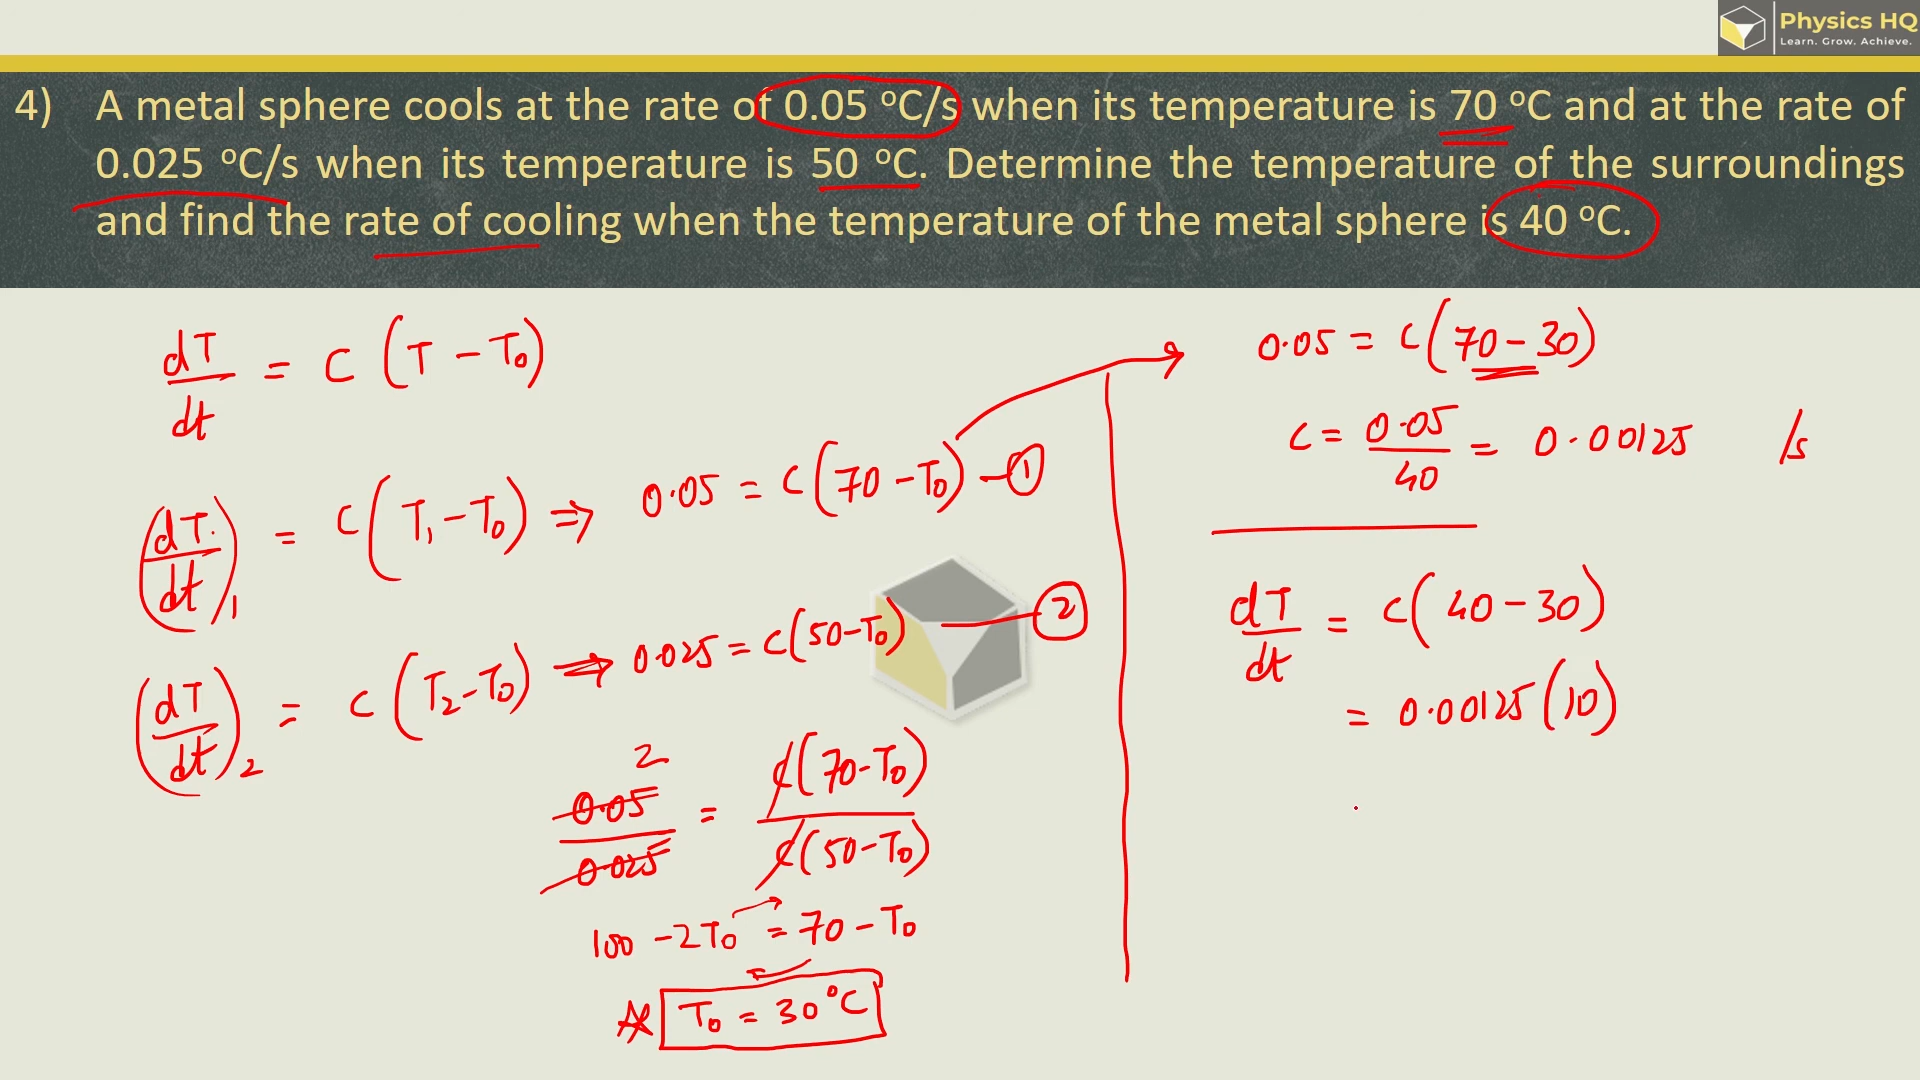 Physics HQ
Learn. Grow. Achieve.
4) A metal sphere cools at the rate of 0.05 °C/s when its temperature is 70 °C and at the rate of
0.025 °C/s when its temperature is 50 °C. Determine the temperature of the surroundings
and find the rate of cooling when the temperature of the metal sphere is 40 °C.
dT/dt = C (T - T₀)
(dT/dt)₁ = C (T₁ - T₀) ⇒ 0.05 = C(70 - T₀) - ①
(dT/dt)₂ = C (T₂ - T₀) ⇒ 0.025 = C(50 - T₀) - ②
2
0.05/0.025 = C(70 - T₀)/C(50 - T₀)
100 - 2T₀ = 70 - T₀
T₀ = 30°C
0.05 = C(70 - 30)
C = 0.05/40 = 0.00125 /s
dT/dt = C(40 - 30)
= 0.00125(10)